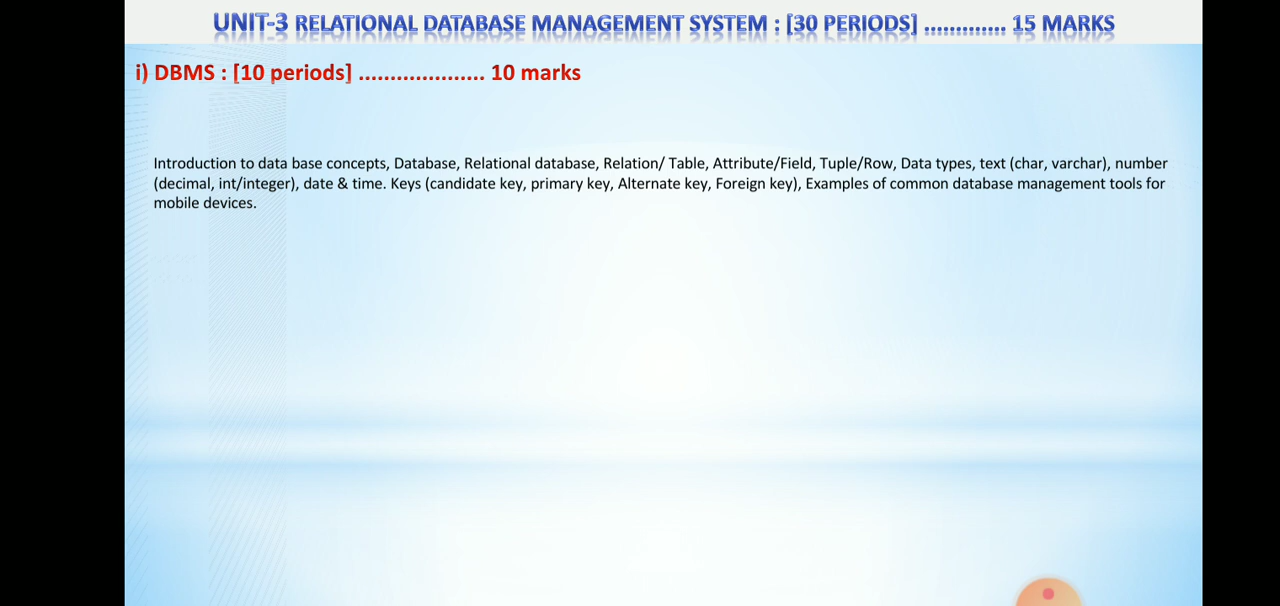 UNIT-3 RELATIONAL DATABASE MANAGEMENT SYSTEM : [30 PERIODS] ............. 15 MARKS
i) DBMS : [10 periods] .................... 10 marks
Introduction to data base concepts, Database, Relational database, Relation/ Table, Attribute/Field, Tuple/Row, Data types, text (char, varchar), number
(decimal, int/integer), date & time. Keys (candidate key, primary key, Alternate key, Foreign key), Examples of common database management tools for
mobile devices.